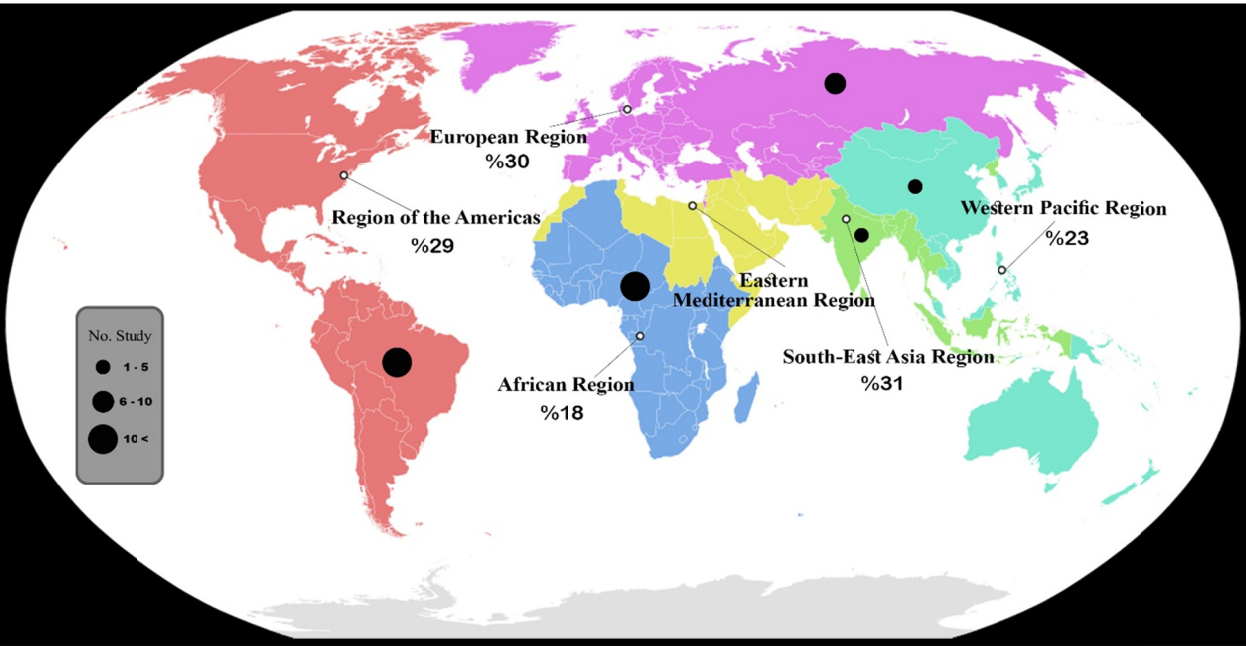 European Region
%30
Region of the Americas
%29
Western Pacific Region
%23
Eastern
Mediterranean Region
South-East Asia Region
%31
African Region
%18
No. Study
1 - 5
6 -10
10 <